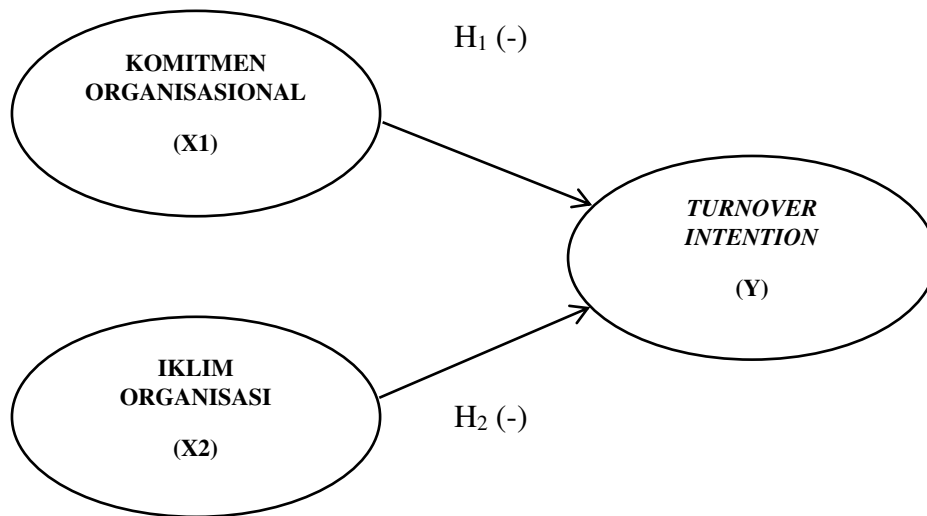 KOMITMEN
ORGANISASIONAL
(X1)
H₁ (-)
TURNOVER
INTENTION
(Y)
IKLIM
ORGANISASI
(X2)
H₂ (-)